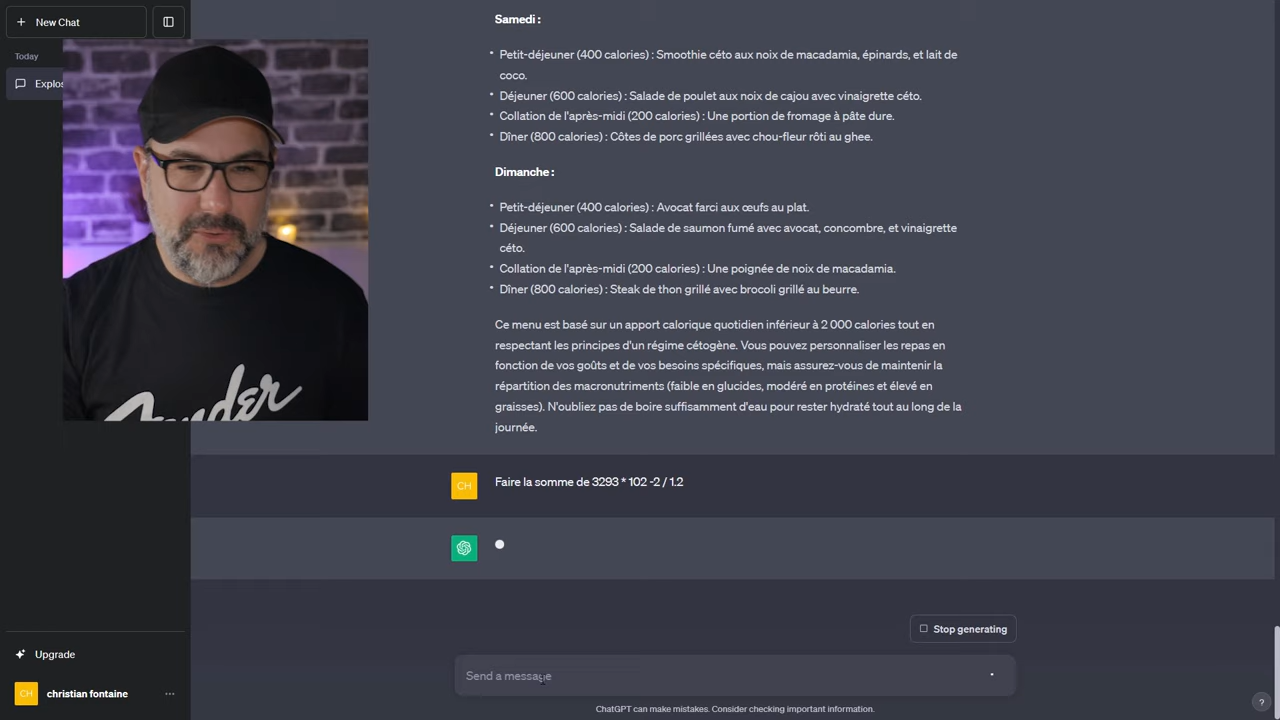 New Chat
Today
Explos
Samedi :
Petit-déjeuner (400 calories) : Smoothie céto aux noix de macadamia, épinards, et lait de
coco.
Déjeuner (600 calories) : Salade de poulet aux noix de cajou avec vinaigrette céto.
Collation de l'après-midi (200 calories) : Une portion de fromage à pâte dure.
Dîner (800 calories) : Côtes de porc grillées avec chou-fleur rôti au ghee.
Dimanche :
Petit-déjeuner (400 calories) : Avocat farci aux œufs au plat.
Déjeuner (600 calories) : Salade de saumon fumé avec avocat, concombre, et vinaigrette
céto.
Collation de l'après-midi (200 calories) : Une poignée de noix de macadamia.
Dîner (800 calories) : Steak de thon grillé avec brocoli grillé au beurre.
Ce menu est basé sur un apport calorique quotidien inférieur à 2 000 calories tout en
respectant les principes d'un régime cétogène. Vous pouvez personnaliser les repas en
fonction de vos goûts et de vos besoins spécifiques, mais assurez-vous de maintenir la
répartition des macronutriments (faible en glucides, modéré en protéines et élevé en
graisses). N'oubliez pas de boire suffisamment d'eau pour rester hydraté tout au long de la
journée.
Fender
CH
Faire la somme de 3293 * 102 -2 / 1.2
Stop generating
Send a message
ChatGPT can make mistakes. Consider checking important information.
?
Upgrade
CH
christian fontaine